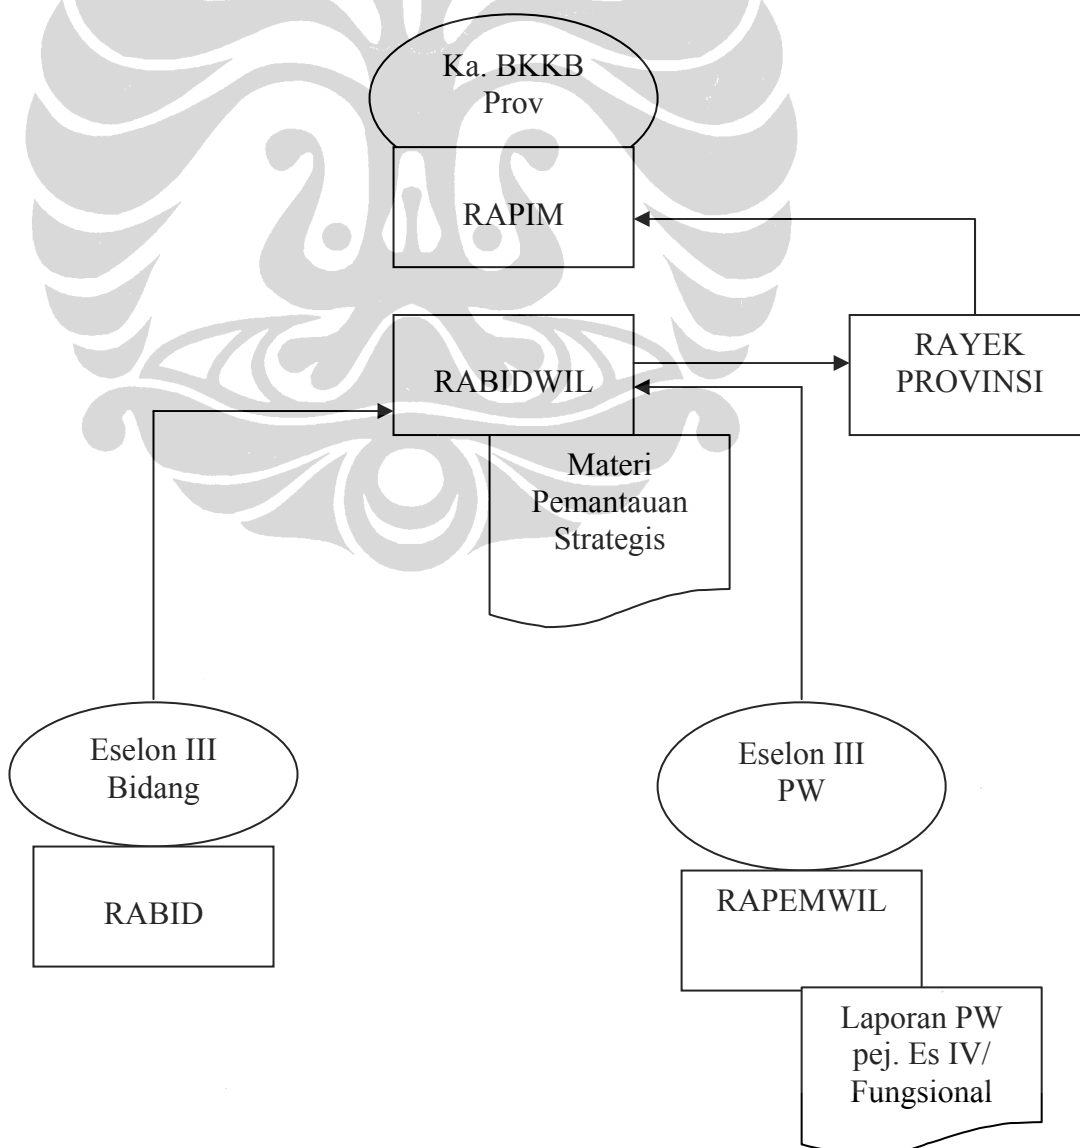 Ka. BKKB
Prov
RAPIM
RABIDWIL
RAYEK
PROVINSI
Materi
Pemantauan
Strategis
Eselon III
Bidang
Eselon III
PW
RABID
RAPEMWIL
Laporan PW
pej. Es IV/
Fungsional